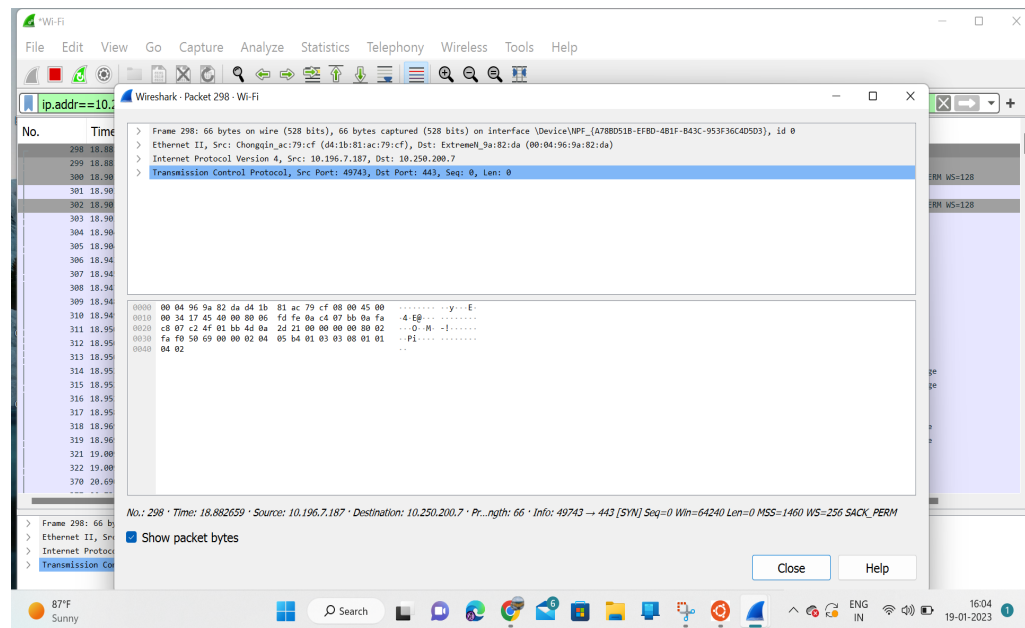 *Wi-Fi
File Edit View Go Capture Analyze Statistics Telephony Wireless Tools Help
ip.addr==10.2
Wireshark · Packet 298 · Wi-Fi
No. Time
298 18.88
299 18.88
300 18.90
ERM WS=128
301 18.90
302 18.90
ERM WS=128
303 18.90
304 18.90
305 18.90
306 18.94
307 18.94
308 18.94
309 18.94
310 18.94
311 18.95
312 18.95
313 18.95
314 18.95
ge
315 18.95
ge
316 18.95
317 18.95
318 18.96
319 18.96
321 19.00
322 19.00
370 20.69
Frame 298: 66 bytes on wire (528 bits), 66 bytes captured (528 bits) on interface \Device\NPF_{A78BD51B-EFBD-4B1F-B43C-953F36C4D5D3}, id 0
Ethernet II, Src: Chongqin_ac:79:cf (d4:1b:81:ac:79:cf), Dst: ExtremeN_9a:82:da (00:04:96:9a:82:da)
Internet Protocol Version 4, Src: 10.196.7.187, Dst: 10.250.200.7
Transmission Control Protocol, Src Port: 49743, Dst Port: 443, Seq: 0, Len: 0
0000 00 04 96 9a 82 da d4 1b 81 ac 79 cf 08 00 45 00 ········ ··y···E·
0010 00 34 17 45 40 00 80 06 fd fe 0a c4 07 bb 0a fa ·4·E@··· ········
0020 c8 07 c2 4f 01 bb 4d 0a 2d 21 00 00 00 00 80 02 ···O··M· -!······
0030 fa f0 50 69 00 00 02 04 05 b4 01 03 03 08 01 01 ··Pi···· ········
0040 04 02 ··
No.: 298 · Time: 18.882659 · Source: 10.196.7.187 · Destination: 10.250.200.7 · Pr...ngth: 66 · Info: 49743 → 443 [SYN] Seq=0 Win=64240 Len=0 MSS=1460 WS=256 SACK_PERM
Show packet bytes
Close Help
Frame 298: 66 by
Ethernet II, Sr
Internet Protoco
Transmission Co
87°F
Sunny
Search
6
ENG
IN
16:04
19-01-2023
1